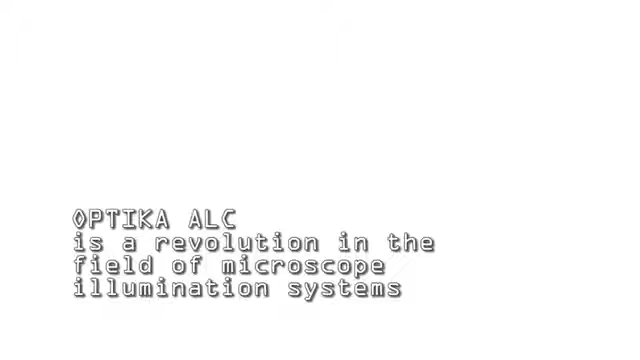 OPTIKA ALC
is a revolution in the
field of microscope
illumination systems